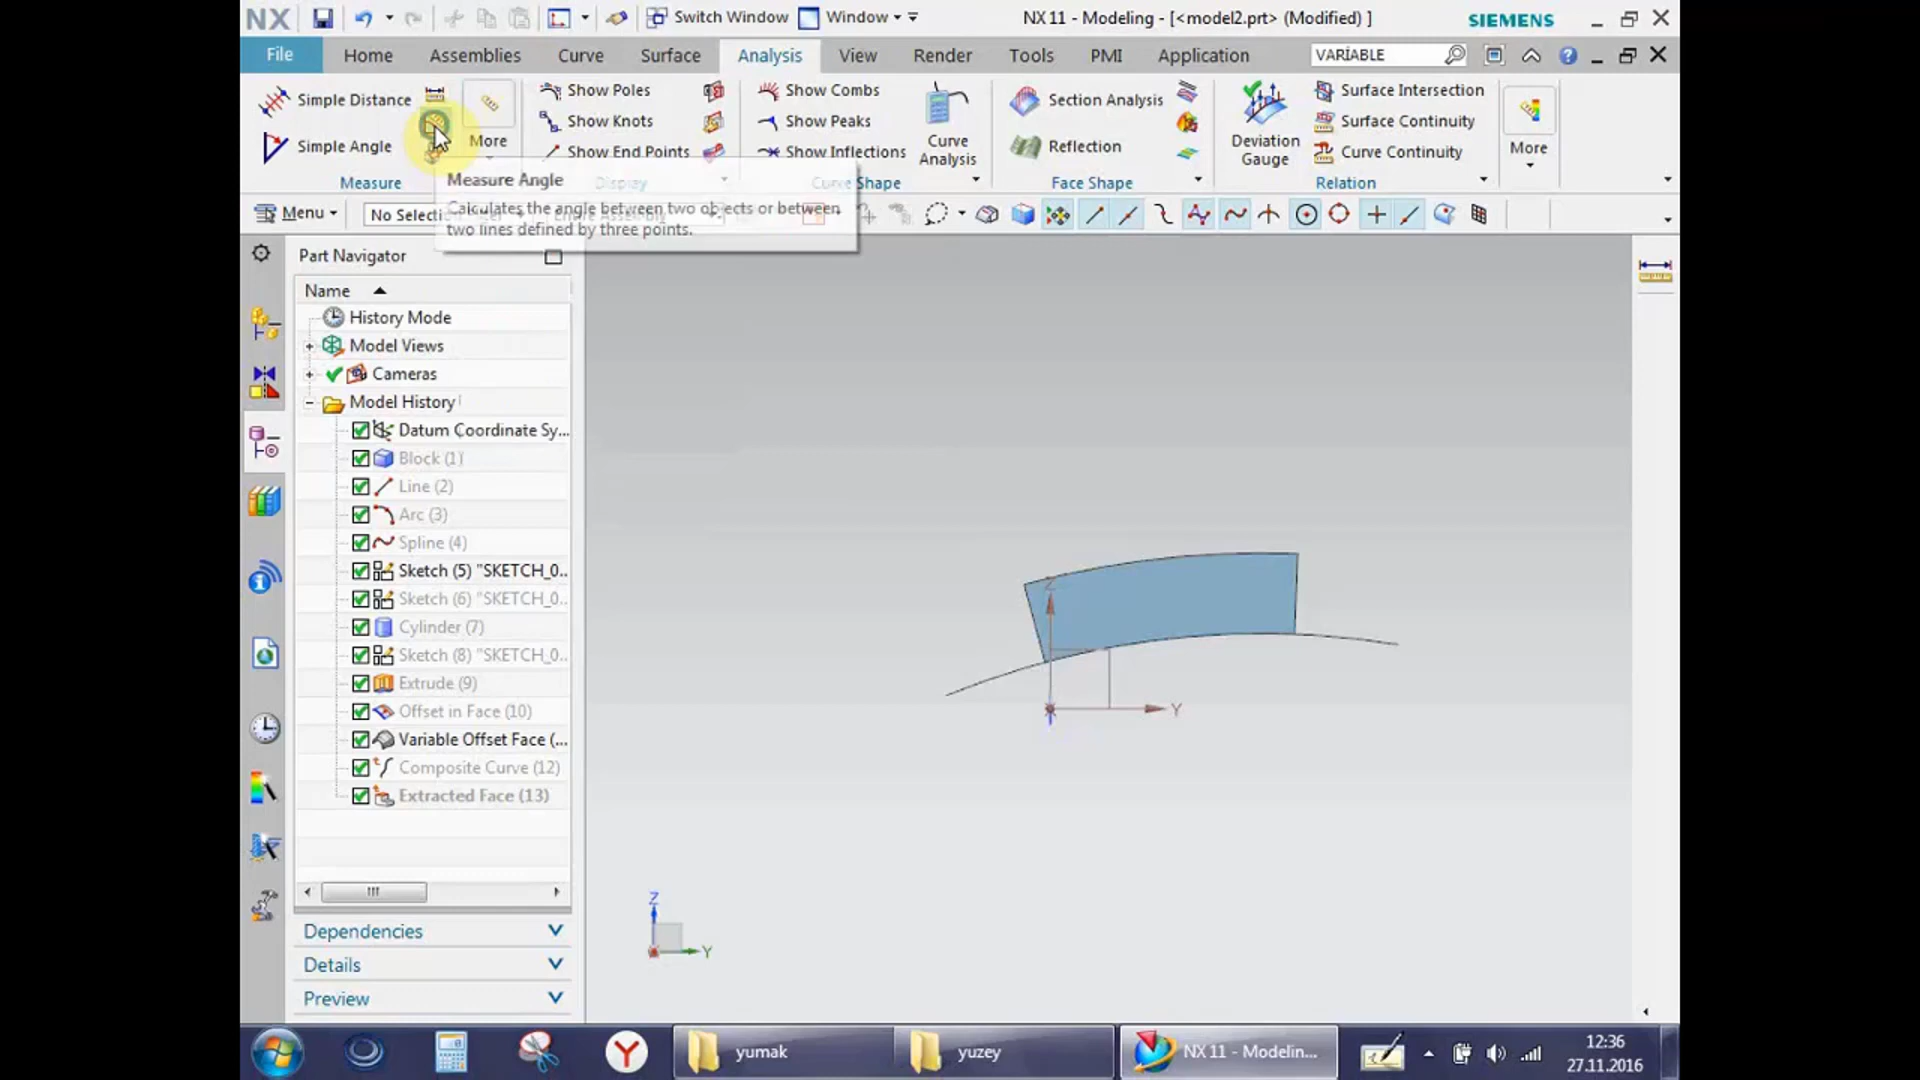 NX
Switch Window
Window
NX 11 - Modeling - [<model2.prt> (Modified) ]
SIEMENS
File
Home
Assemblies
Curve
Surface
Analysis
View
Render
Tools
PMI
Application
VARİABLE
Simple Distance
Simple Angle
More
Measure
Show Poles
Show Knots
Show End Points
Display
Show Combs
Show Peaks
Show Inflections
Curve Shape
Curve
Analysis
Section Analysis
Reflection
Face Shape
Deviation
Gauge
Surface Intersection
Surface Continuity
Curve Continuity
Relation
More
Measure Angle
Calculates the angle between two objects or between
two lines defined by three points.
Menu
No Selecti
Part Navigator
Name
History Mode
Model Views
Cameras
Model History
Datum Coordinate Sy...
Block (1)
Line (2)
Arc (3)
Spline (4)
Sketch (5) "SKETCH_0..
Sketch (6) "SKETCH_0..
Cylinder (7)
Sketch (8) "SKETCH_0..
Extrude (9)
Offset in Face (10)
Variable Offset Face (...
Composite Curve (12)
Extracted Face (13)
Dependencies
Details
Preview
Z
Y
Z
Y
yumak
yuzey
NX 11 - Modelin...
12:36
27.11.2016